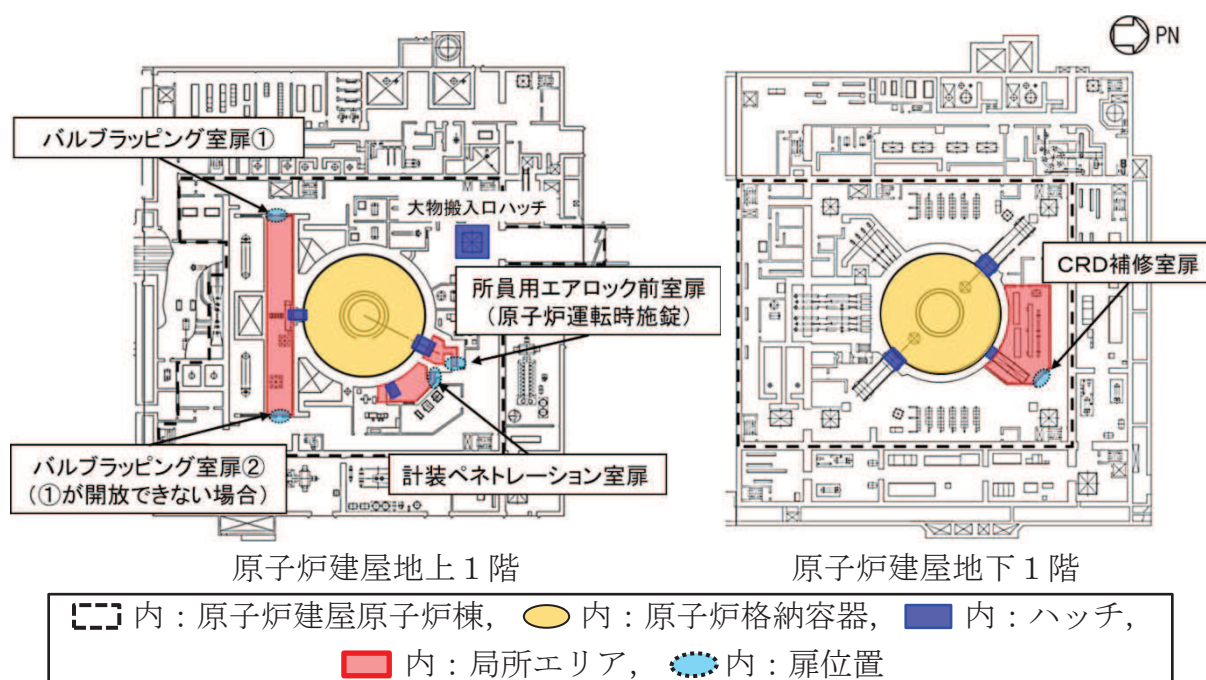 PN
バルブラッピング室扉①
大物搬入口ハッチ
所員用エアロック前室扉
(原子炉運転時施錠)
CRD補修室扉
バルブラッピング室扉②
(①が開放できない場合)
計装ペネトレーション室扉
原子炉建屋地上1階
原子炉建屋地下1階
内:原子炉建屋原子炉棟, 内:原子炉格納容器, 内:ハッチ,
内:局所エリア, 内:扉位置